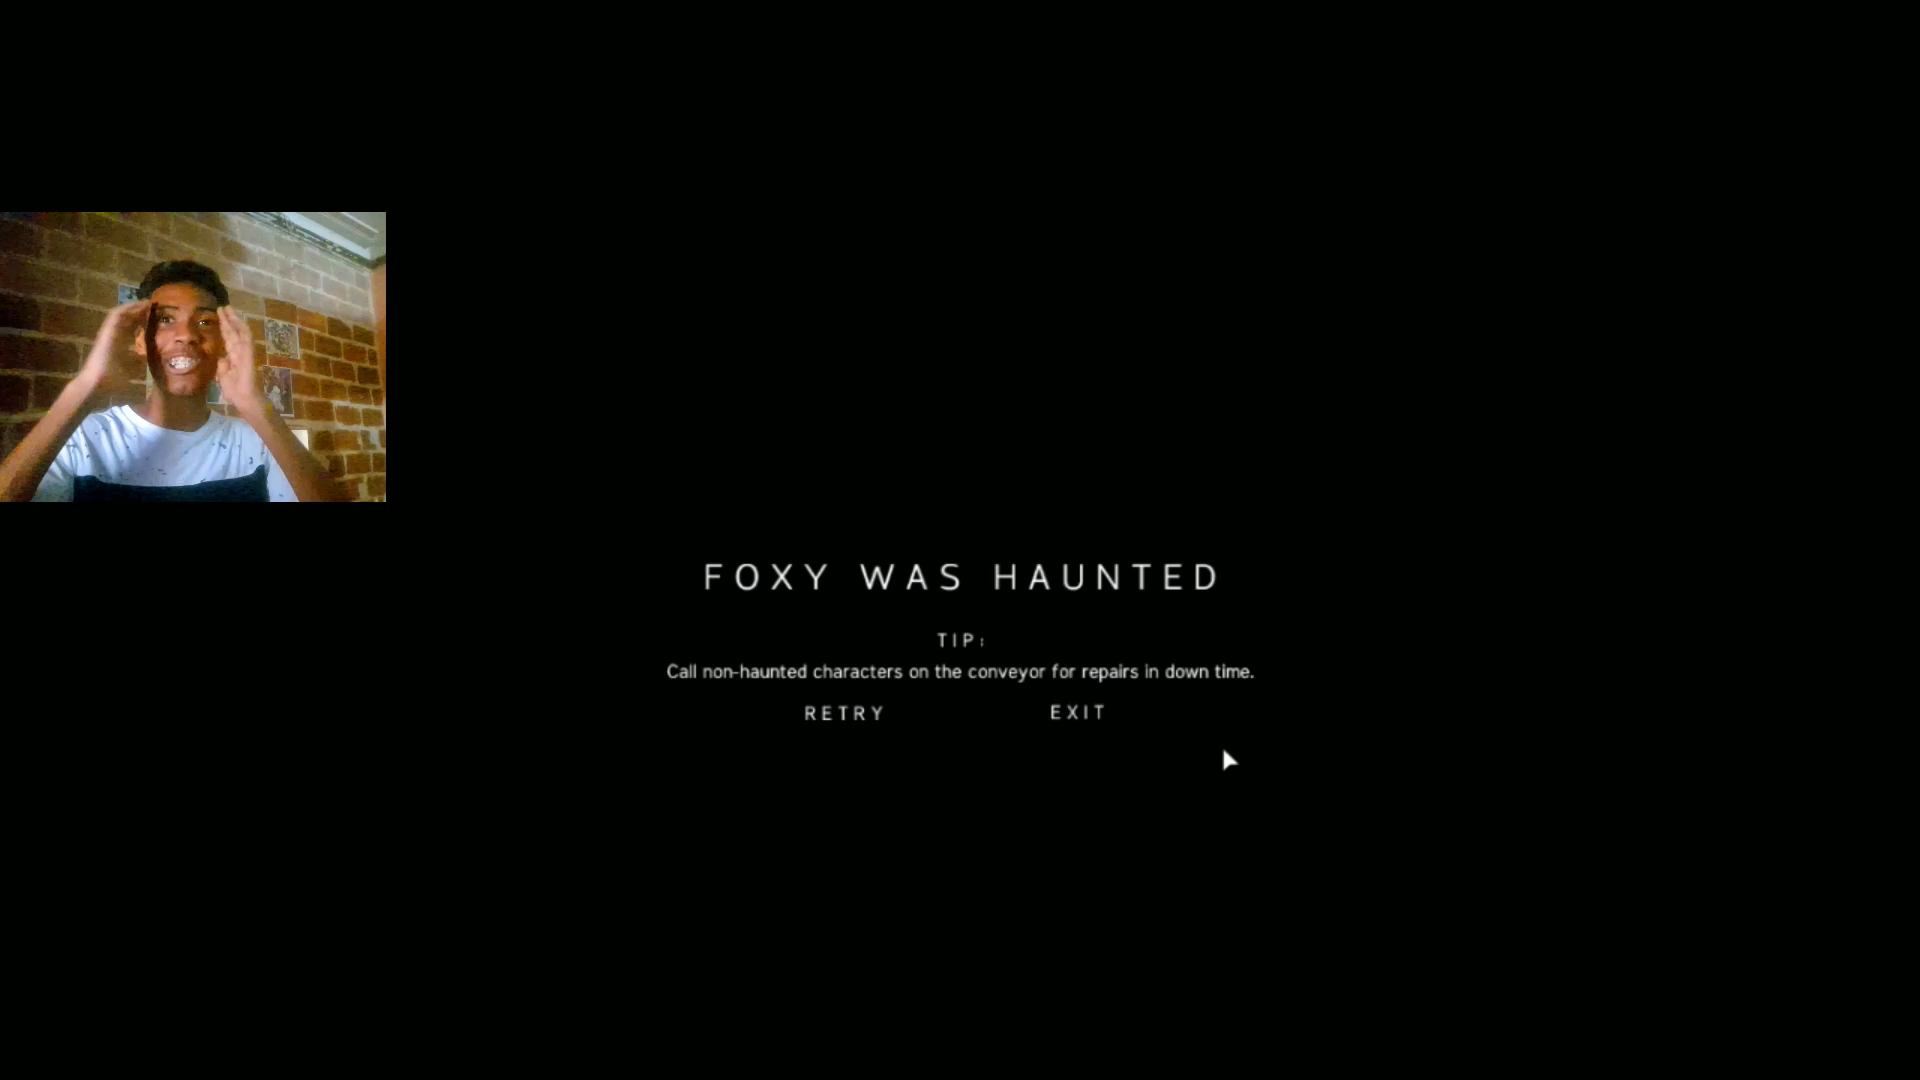 FOXY WAS HAUNTED
TIP:
Call non-haunted characters on the conveyor for repairs in down time.
RETRY EXIT